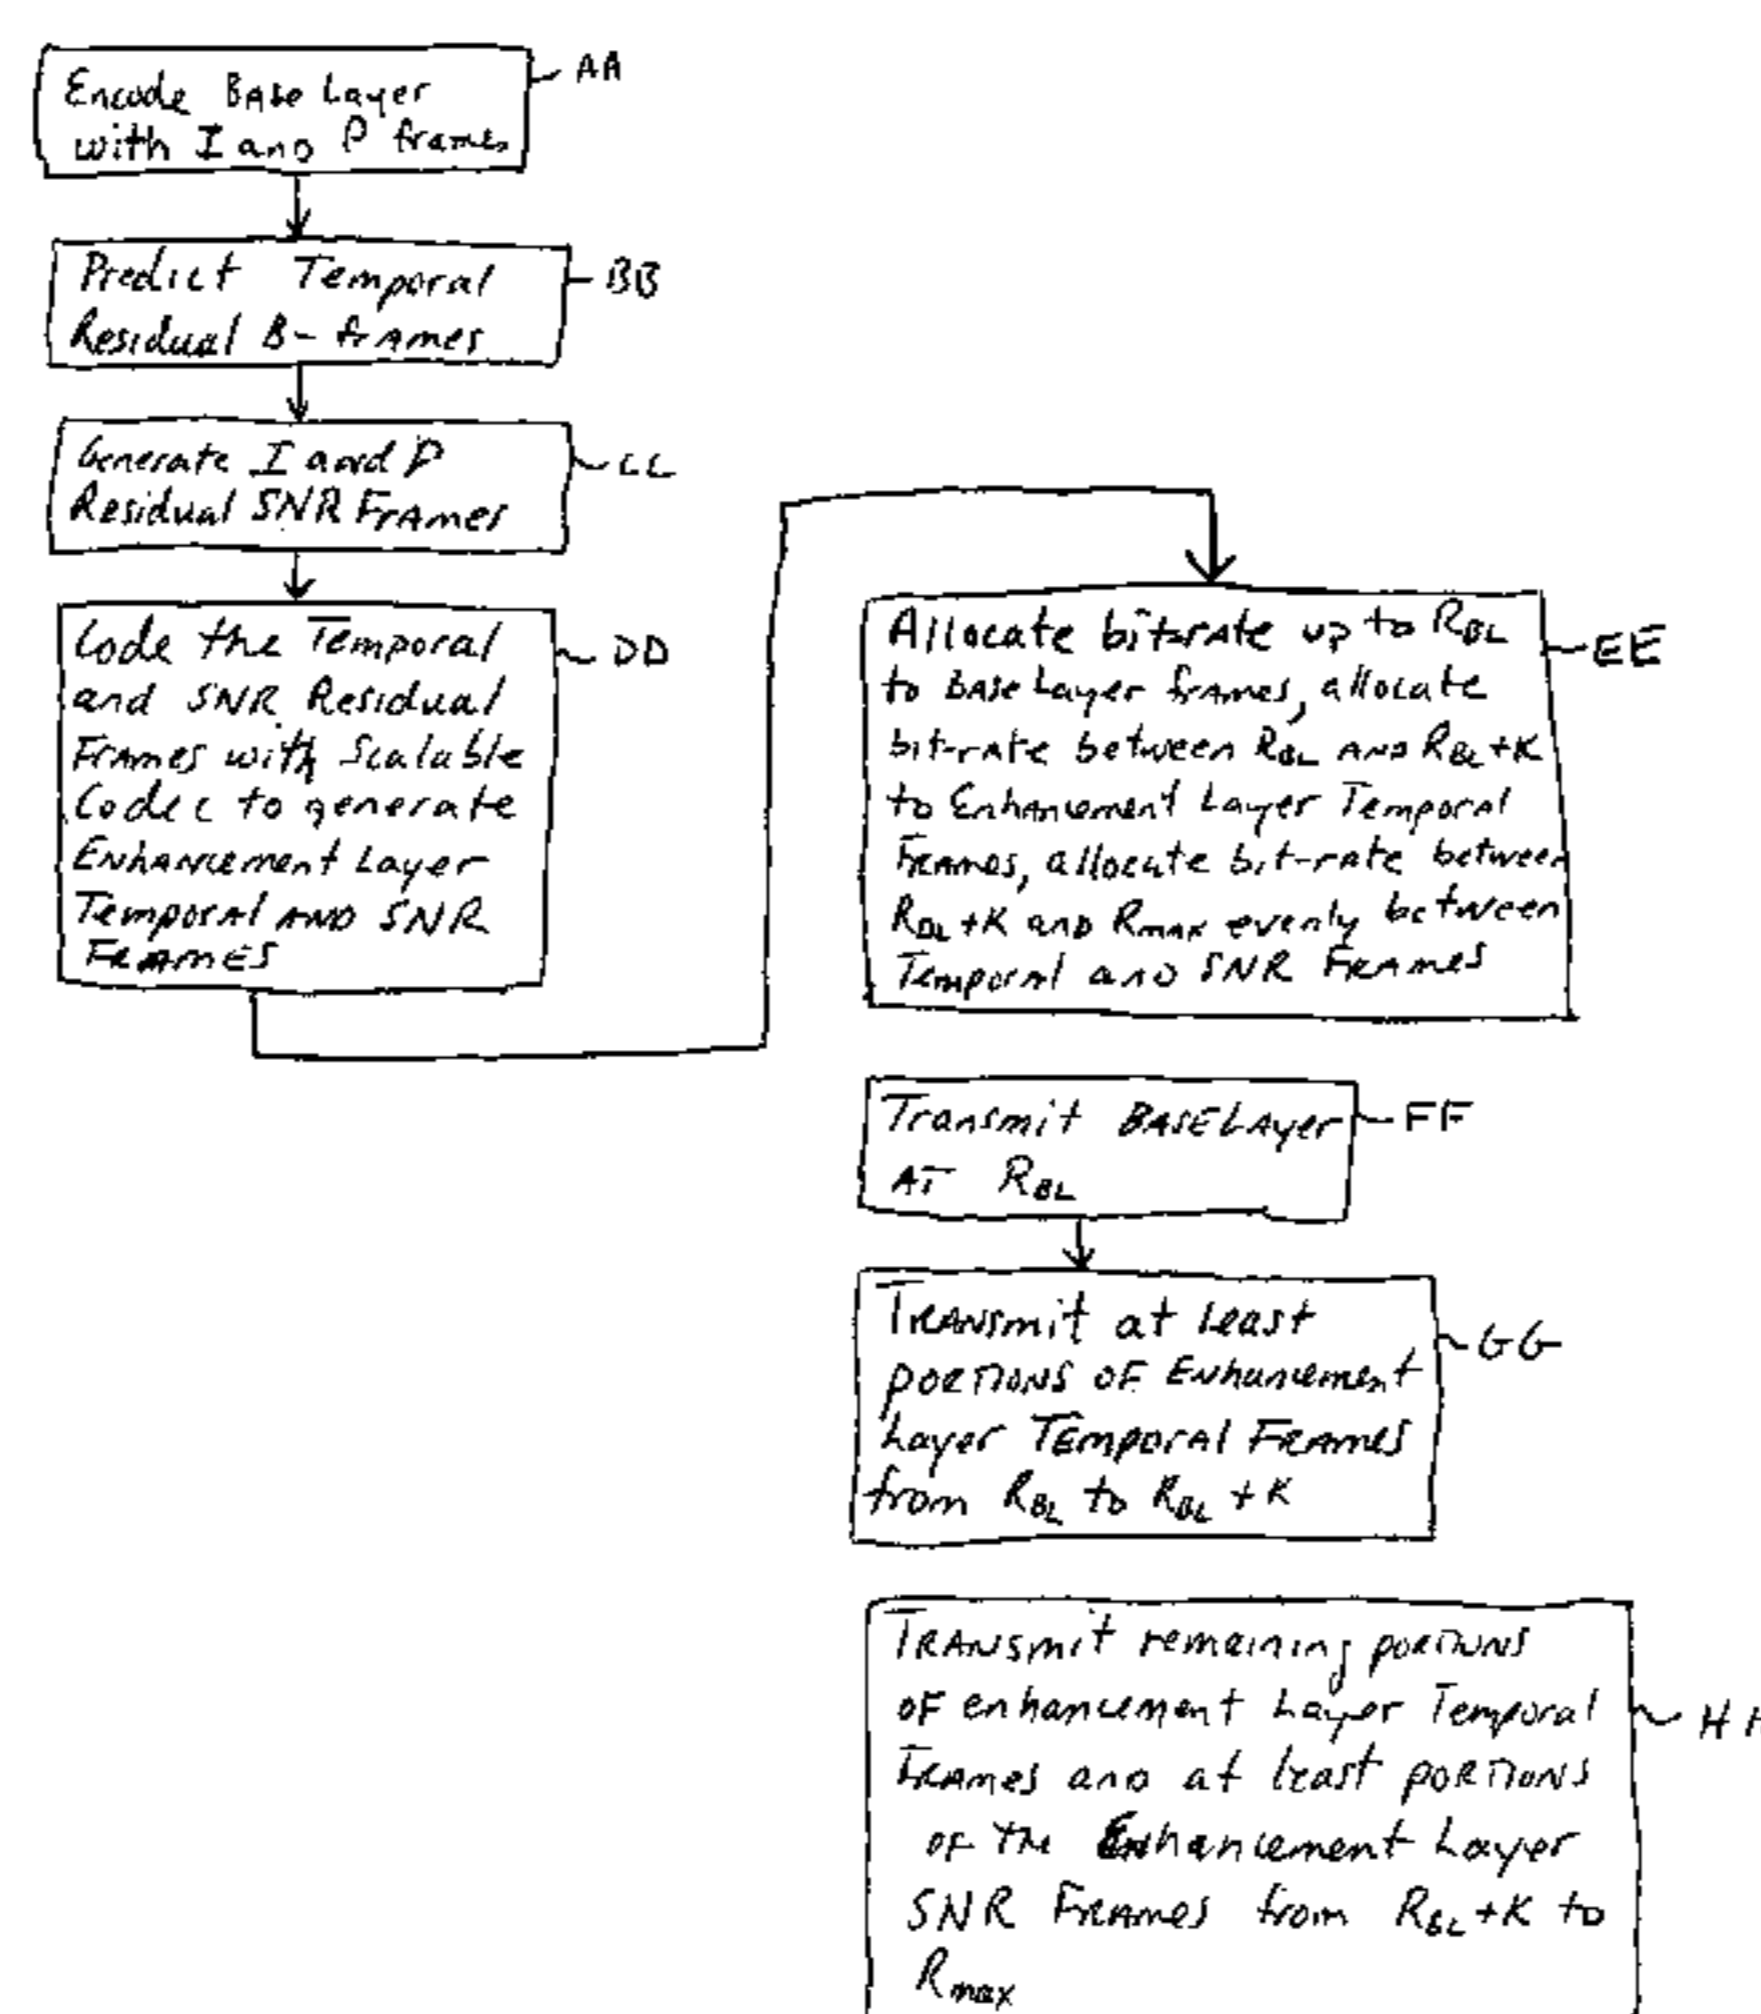 Encode Base Layer
with I and P frames
AA
Predict Temporal
Residual B-frames
BB
Generate I and P
Residual SNR Frames
CC
Code the Temporal
and SNR Residual
Frames with Scalable
Codec to generate
Enhancement Layer
Temporal AND SNR
FRAMES
DD
Allocate bit-rate up to RBL
to Base Layer frames, allocate
bit-rate between RBL AND RBL+K
to Enhancement Layer Temporal
Frames, allocate bit-rate between
RBL+K and Rmax evenly between
Temporal and SNR FRAMES
EE
Transmit BASE LAyer
AT RBL
FF
TRANSmit at least
PORTIONS OF ENhancement
Layer TEMPORAL FRAMES
from RBL to RBL +K
GG
TRANSmit remaining portions
OF enhancement Layer Temporal
FRAMES and at least PORTIONS
OF The Enhancement Layer
SNR FRAMES from RBL+K to
Rmax
HH